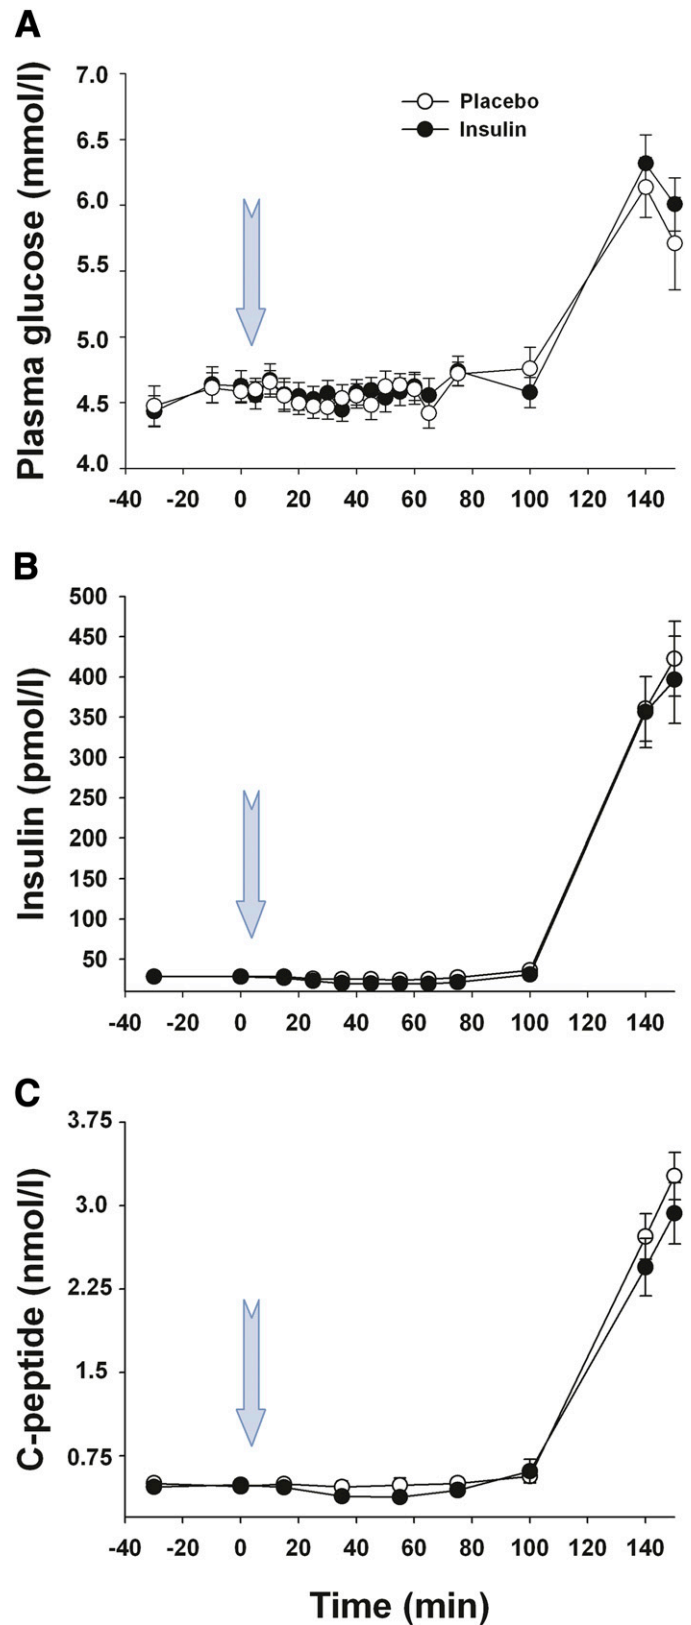 A
Plasma glucose (mmol/l)
7.0
6.5
6.0
5.5
5.0
4.5
4.0
Placebo
Insulin
-40 -20 0 20 40 60 80 100 120 140
B
Insulin (pmol/l)
500
450
400
350
300
250
200
150
100
50
-40 -20 0 20 40 60 80 100 120 140
C
C-peptide (nmol/l)
3.75
3.0
2.25
1.5
0.75
-40 -20 0 20 40 60 80 100 120 140
Time (min)